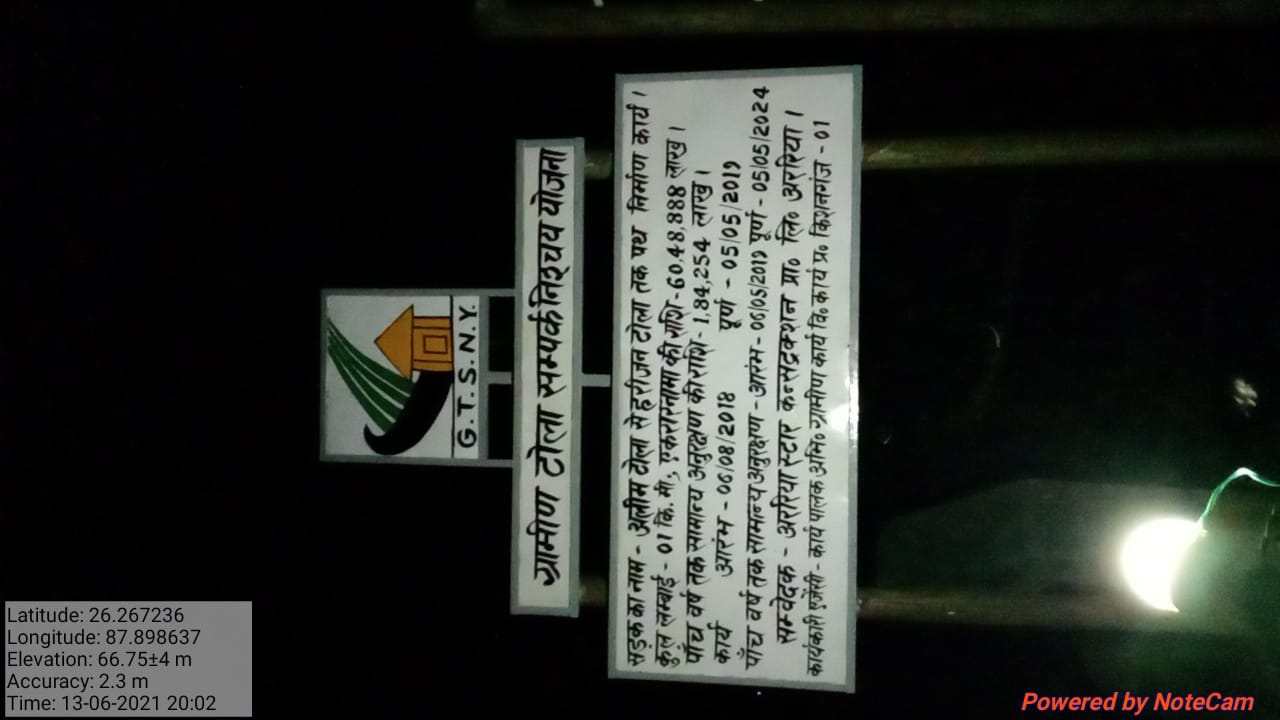 G.T.S.N.Y.
ग्रामीण टोला सम्पर्क निश्चय योजना
सड़क का नाम - अलीम टोला से हरीजन टोला तक पथ निर्माण कार्य।
कुल लम्बाई - 01 कि.मी; एकरारनामा की राशि - 60,48,888 लाख।
पाँच वर्ष तक सामान्य अनुरक्षण की राशि - 1,84,254 लाख।
कार्य आरंम - 06/08/2018 पूर्ण - 05/05/2019
पाँच वर्ष तक सामान्य अनुरक्षण - आरंम - 06/05/2019 पूर्ण - 05/05/2024
सम्वेदक - अररिया स्टार कन्सट्रक्शन प्रा० लि० अररिया।
कार्यकारी एजेंसी - कार्य पालक अभि० ग्रामीण कार्य वि० कार्य प्र० किशनगंज - 01
Latitude: 26.267236
Longitude: 87.898637
Elevation: 66.75±4 m
Accuracy: 2.3 m
Time: 13-06-2021 20:02
Powered by NoteCam